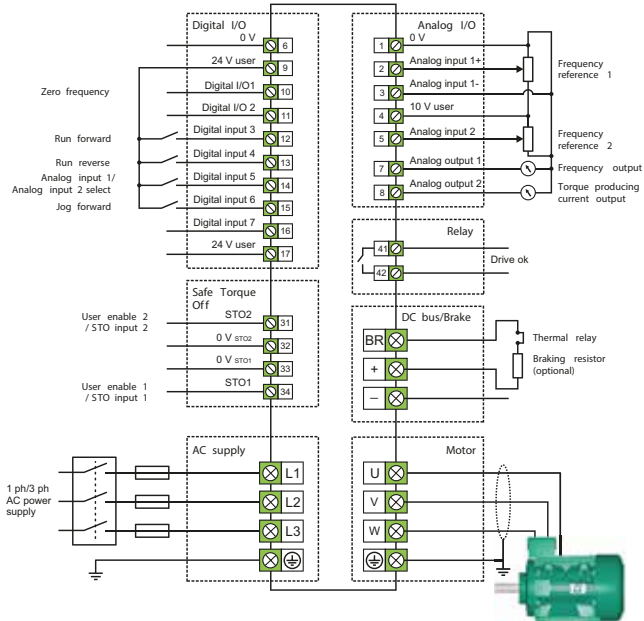 Digital I/O
0 V
6
24 V user
9
Zero frequency
Digital I/O1
10
Digital I/O 2
11
Run forward
Digital input 3
12
Run reverse
Digital input 4
13
Analog input 1/
Analog input 2 select
Digital input 5
14
Jog forward
Digital input 6
15
Digital input 7
16
24 V user
17
Safe Torque
Off
User enable 2
/ STO input 2
STO2
31
0 V STO2
32
0 V STO1
33
User enable 1
/ STO input 1
STO1
34
AC supply
1 ph/3 ph
AC power
supply
L1
L2
L3
Analog I/O
1
0 V
2
Analog input 1+
Frequency
reference 1
3
Analog input 1-
4
10 V user
5
Analog input 2
Frequency
reference 2
7
Analog output 1
Frequency output
8
Analog output 2
Torque producing
current output
Relay
41
42
Drive ok
DC bus/Brake
BR
+
−
Thermal relay
Braking resistor
(optional)
Motor
U
V
W